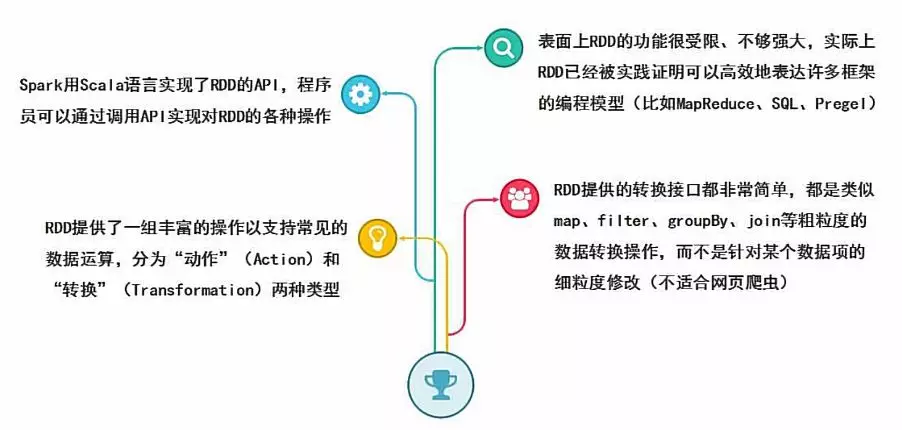 Spark用Scala语言实现了RDD的API，程序
员可以通过调用API实现对RDD的各种操作
RDD提供了一组丰富的操作以支持常见的
数据运算，分为“动作”（Action）和
“转换”（Transformation）两种类型
表面上RDD的功能很受限、不够强大，实际上
RDD已经被实践证明可以高效地表达许多框架
的编程模型（比如MapReduce、SQL、Pregel）
RDD提供的转换接口都非常简单，都是类似
map、filter、groupBy、join等粗粒度的
数据转换操作，而不是针对某个数据项的
细粒度修改（不适合网页爬虫）